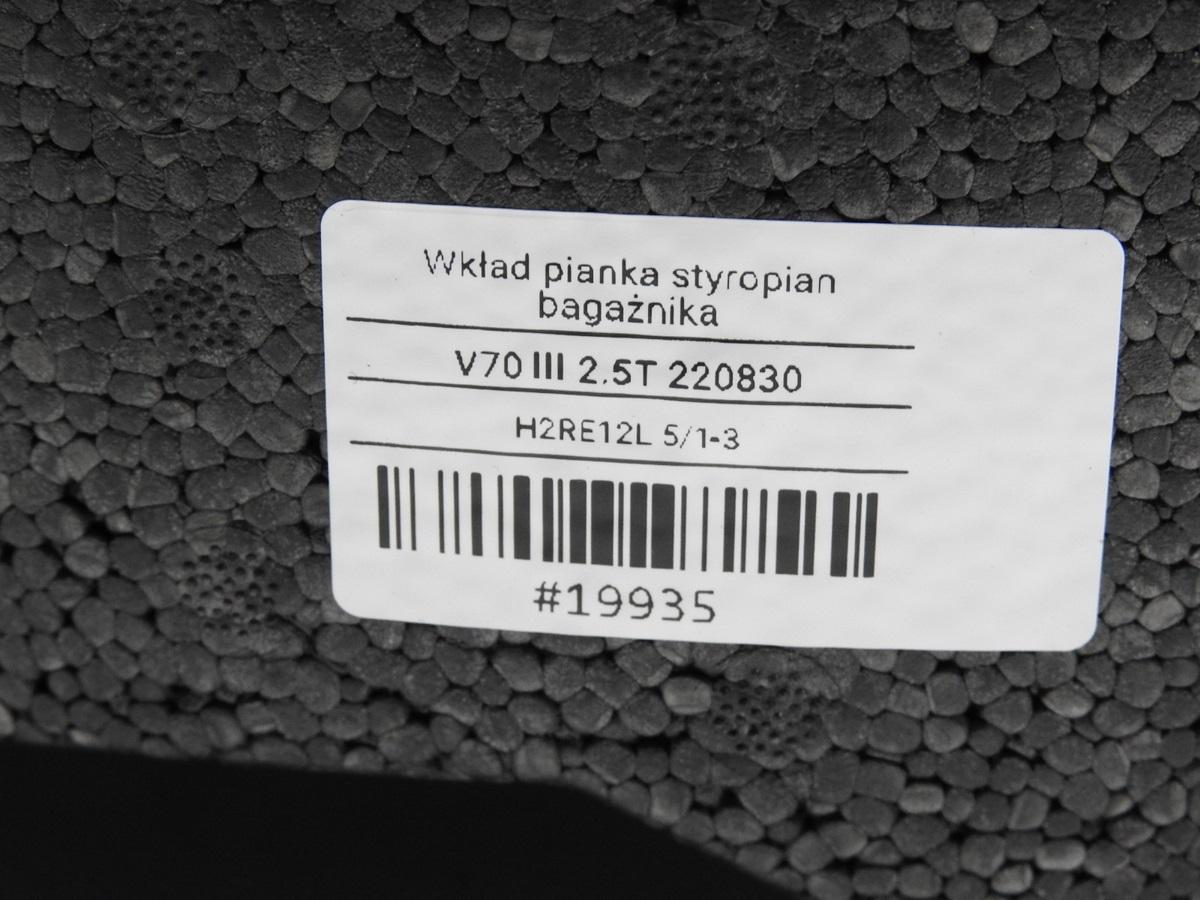 Wkład pianka styropian
bagażnika
V70 III 2.5T 220830
H2RE12L 5/1-3
#19935